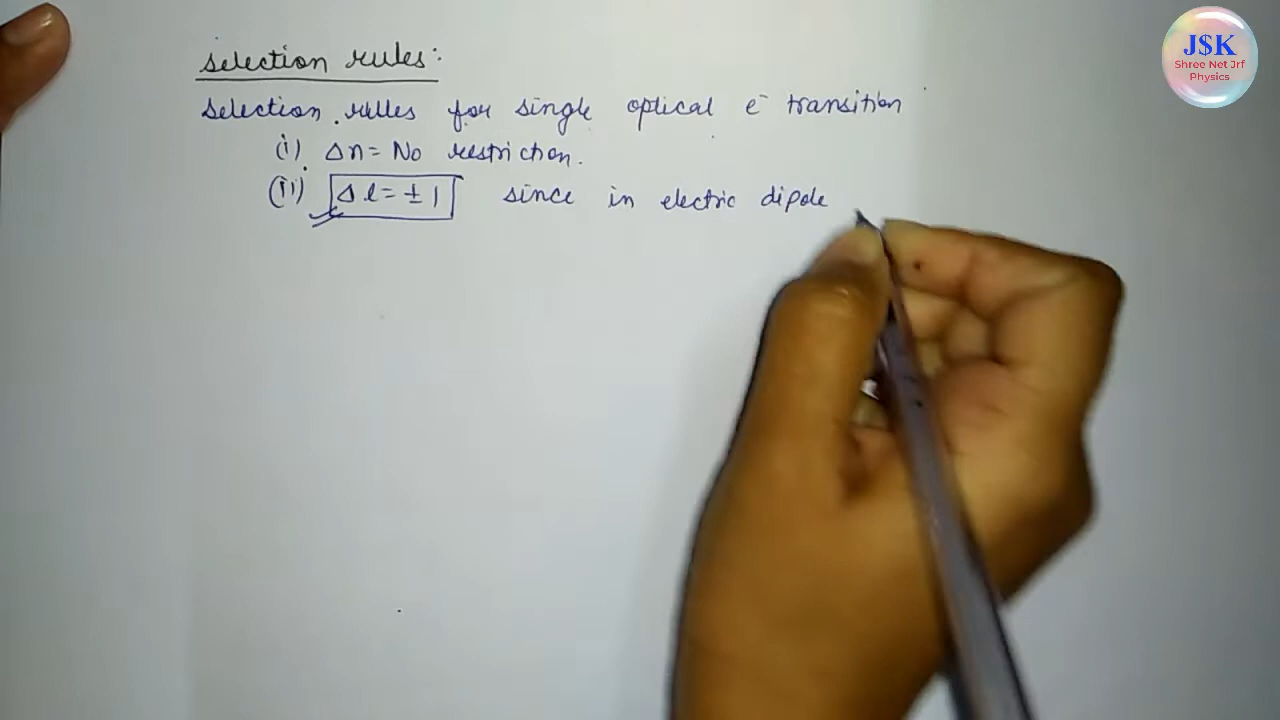 selection rules:
selection rules for single optical e⁻ transition
(i) Δn = No restriction.
(ii) Δl = ± 1 since in electric dipole
J$K
Shree Net Jrf
Physics